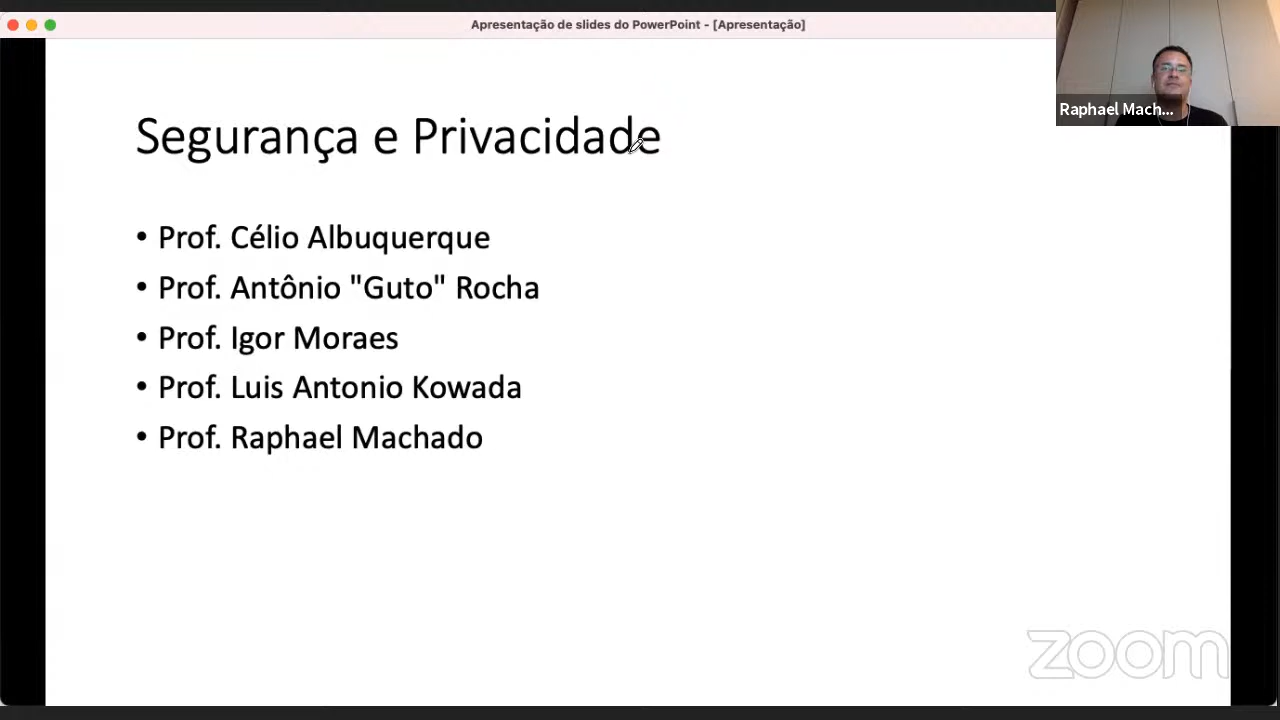 Apresentação de slides do PowerPoint - [Apresentação]
Raphael Mach...
Segurança e Privacidade
• Prof. Célio Albuquerque
• Prof. Antônio "Guto" Rocha
• Prof. Igor Moraes
• Prof. Luis Antonio Kowada
• Prof. Raphael Machado
zoom